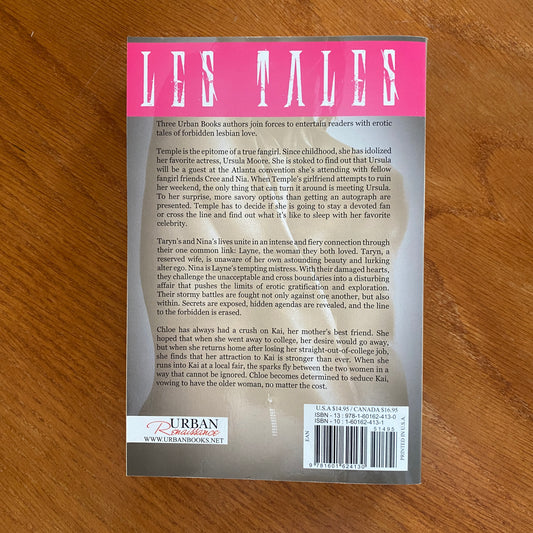 LES TALES
Three Urban Books authors join forces to entertain readers with erotic
tales of forbidden lesbian love.
Temple is the epitome of a true fangirl. Since childhood, she has idolized
her favorite actress, Ursula Moore. She is stoked to find out that Ursula
will be a guest at the Atlanta convention she's attending with fellow
fangirl friends Cree and Nia. When Temple's girlfriend attempts to ruin
her weekend, the only thing that can turn it around is meeting Ursula.
To her surprise, more savory options than getting an autograph are
presented. Temple has to decide if she is going to stay a devoted fan
or cross the line and find out what it's like to sleep with her favorite
celebrity.
Taryn's and Nina's lives unite in an intense and fiery connection through
their one common link: Layne, the woman they both loved. Taryn, a
reserved wife, is unaware of her own astounding beauty and lurking
alter ego. Nina is Layne's tempting mistress. With their damaged hearts,
they challenge the unacceptable and cross boundaries into a disturbing
affair that pushes the limits of erotic gratification and exploration.
Their stormy battles are fought not only against one another, but also
within. Secrets are exposed, hidden agendas are revealed, and the line
to the forbidden is erased.
Chloe has always had a crush on Kai, her mother's best friend. She
hoped that when she went away to college, her desire would go away,
but when she returns home after losing her straight-out-of-college job,
she finds that her attraction to Kai is stronger than ever. When she
runs into Kai at a local fair, the sparks fly between the two women in a
way that cannot be ignored. Chloe becomes determined to seduce Kai,
vowing to have the older woman, no matter the cost.
URBAN
Renaissance
WWW.URBANBOOKS.NET
U.S.A $14.95 / CANADA $16.95
ISBN - 13 : 978-1-60162-413-0
ISBN - 10 : 1-60162-413-1
51495
EAN
9 781601 624130
PRINTED IN U.S.A.